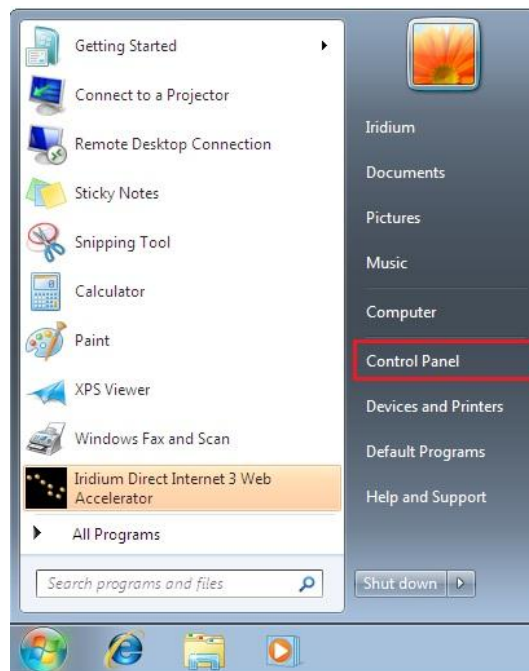 Getting Started
Connect to a Projector
Remote Desktop Connection
Sticky Notes
Snipping Tool
Calculator
Paint
XPS Viewer
Windows Fax and Scan
Iridium Direct Internet 3 Web
Accelerator
All Programs
Search programs and files
Iridium
Documents
Pictures
Music
Computer
Control Panel
Devices and Printers
Default Programs
Help and Support
Shut down